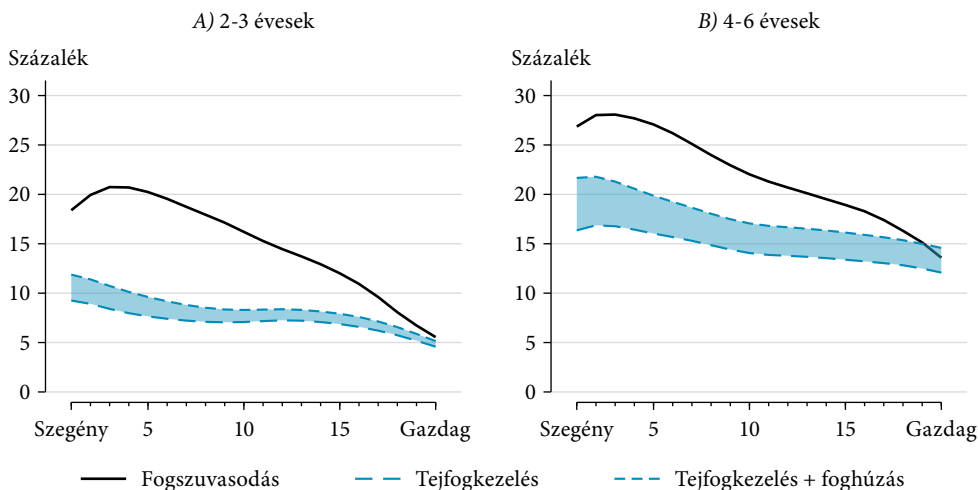 A) 2-3 évesek
Százalék
30
25
20
15
10
5
0
Szegény 5 10 15 Gazdag
B) 4-6 évesek
Százalék
30
25
20
15
10
5
0
Szegény 5 10 15 Gazdag
Fogszuvasodás Tejfogkezelés Tejfogkezelés + foghúzás